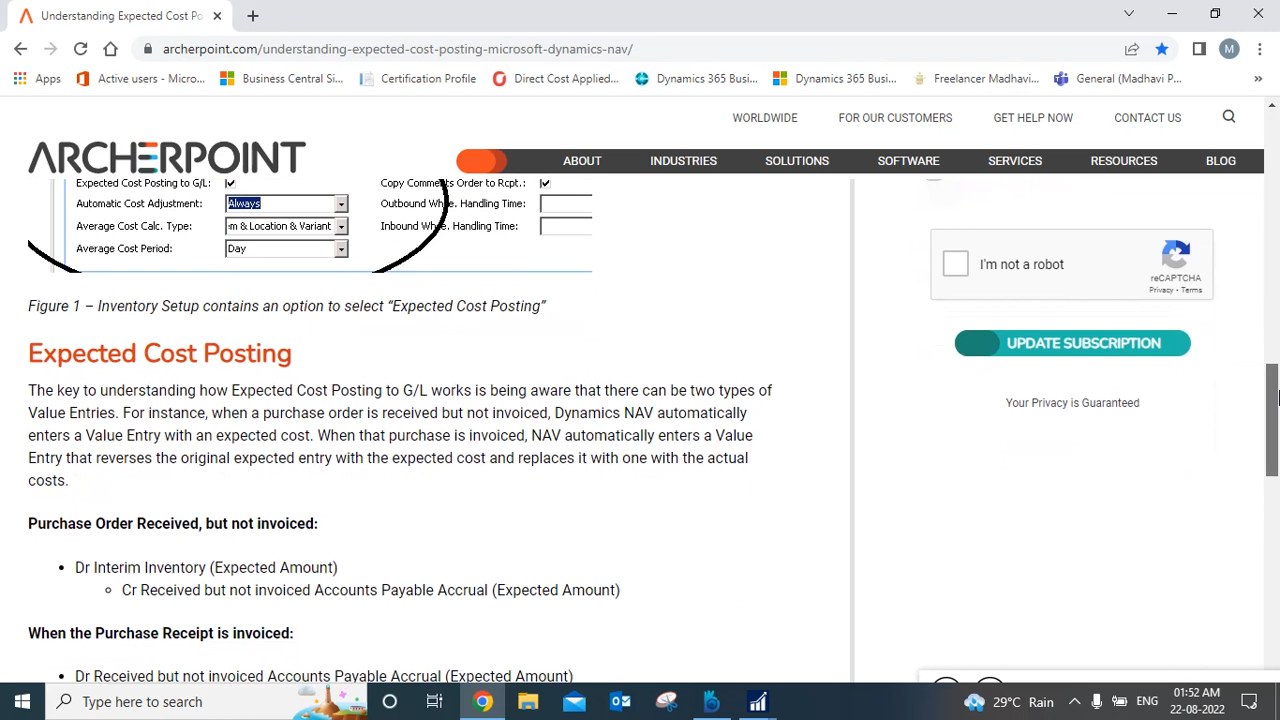 Understanding Expected Cost Po
archerpoint.com/understanding-expected-cost-posting-microsoft-dynamics-nav/
M
Apps
Active users - Micro...
Business Central Si...
Certification Profile
Direct Cost Applied...
Dynamics 365 Busi...
Dynamics 365 Busi...
Freelancer Madhavi...
General (Madhavi P...
WORLDWIDE
FOR OUR CUSTOMERS
GET HELP NOW
CONTACT US
ARCHERPOINT
ABOUT
INDUSTRIES
SOLUTIONS
SOFTWARE
SERVICES
RESOURCES
BLOG
Expected Cost Posting to G/L:
Copy Comments Order to Rcpt.:
Automatic Cost Adjustment:
Always
Outbound Whse. Handling Time:
Average Cost Calc. Type:
m & Location & Variant
Inbound Whse. Handling Time:
Average Cost Period:
Day
I'm not a robot
reCAPTCHA
Privacy - Terms
Figure 1 – Inventory Setup contains an option to select “Expected Cost Posting”
UPDATE SUBSCRIPTION
Your Privacy is Guaranteed
Expected Cost Posting
The key to understanding how Expected Cost Posting to G/L works is being aware that there can be two types of
Value Entries. For instance, when a purchase order is received but not invoiced, Dynamics NAV automatically
enters a Value Entry with an expected cost. When that purchase is invoiced, NAV automatically enters a Value
Entry that reverses the original expected entry with the expected cost and replaces it with one with the actual
costs.
Purchase Order Received, but not invoiced:
Dr Interim Inventory (Expected Amount)
Cr Received but not invoiced Accounts Payable Accrual (Expected Amount)
When the Purchase Receipt is invoiced:
Dr Received but not invoiced Accounts Payable Accrual (Expected Amount)
Type here to search
29°C Rain
ENG
01:52 AM
22-08-2022